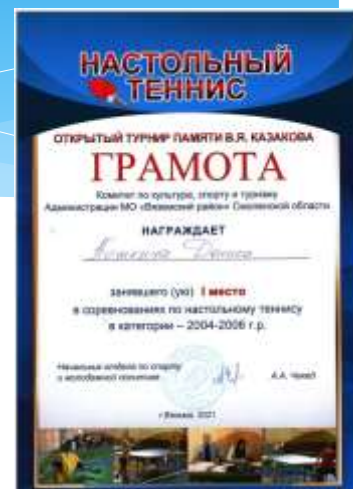 НАСТОЛЬНЫЙ
ТЕННИС
ОТКРЫТЫЙ ТУРНИР ПАМЯТИ В.Я. КАЗАКОВА
ГРАМОТА
Комитет по культуре, спорту и туризму
Администрации МО «Вяземский район» Смоленской области
НАГРАЖДАЕТ
Дениса
занявшего (ую) I место
в соревнованиях по настольному теннису
в категории – 2004-2006 г.р.
Начальник отдела по спорту
и молодежной политике
А.А.
г.Вязьма, 2021